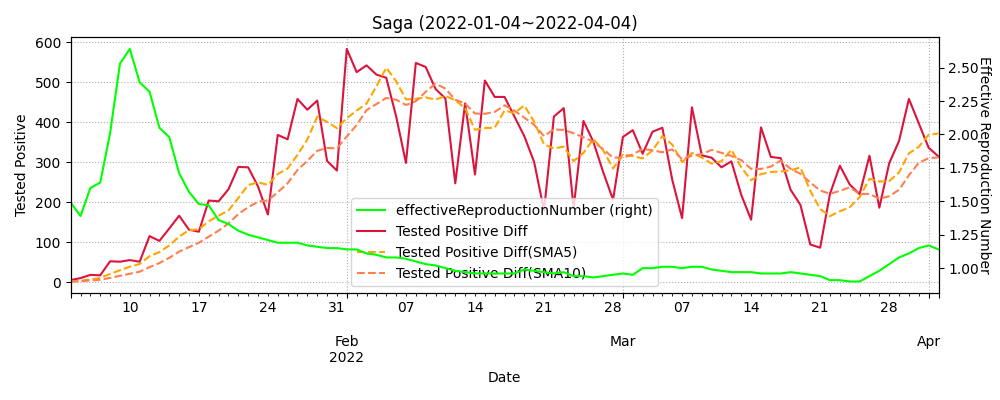 Saga (2022-01-04~2022-04-04)
Tested Positive
600
500
400
300
200
100
0
effectiveReproductionNumber (right)
Tested Positive Diff
Tested Positive Diff(SMA5)
Tested Positive Diff(SMA10)
2.50
2.25
2.00
1.75
1.50
1.25
1.00
Effective Reproduction Number
10 17 24 31 07 14 21 28 07 14 21 28
Feb Mar Apr
2022
Date